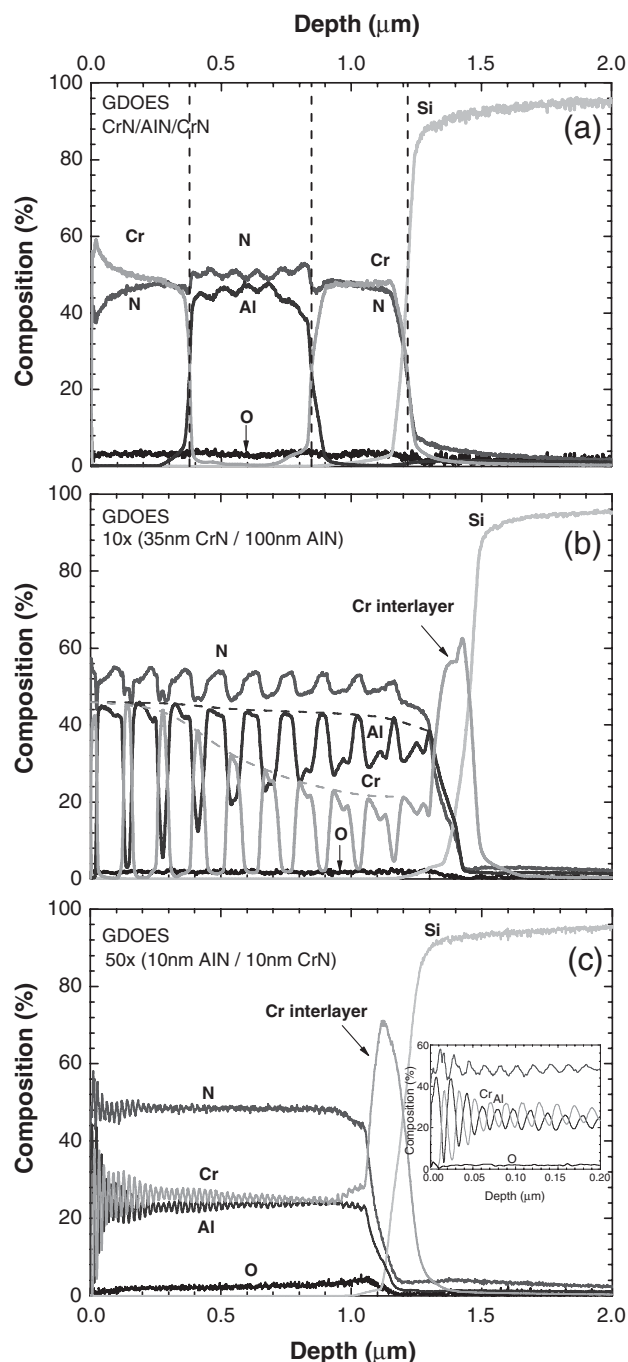 Depth (μm)
0.0 0.5 1.0 1.5 2.0
100
80
60
40
20
0
Composition (%)
GDOES
CrN/AlN/CrN
(a)
Si
Cr
N
N
Al
Cr
N
O
100
80
60
40
20
0
Composition (%)
GDOES
10x (35nm CrN / 100nm AlN)
(b)
Si
Cr interlayer
N
Al
Cr
O
100
80
60
40
20
0
Composition (%)
GDOES
50x (10nm AlN / 10nm CrN)
(c)
Si
Cr interlayer
N
Cr
Al
O
60
40
20
0
Composition (%)
Cr
Al
O
0.00 0.05 0.10 0.15 0.20
Depth (μm)
0.0 0.5 1.0 1.5 2.0
Depth (μm)